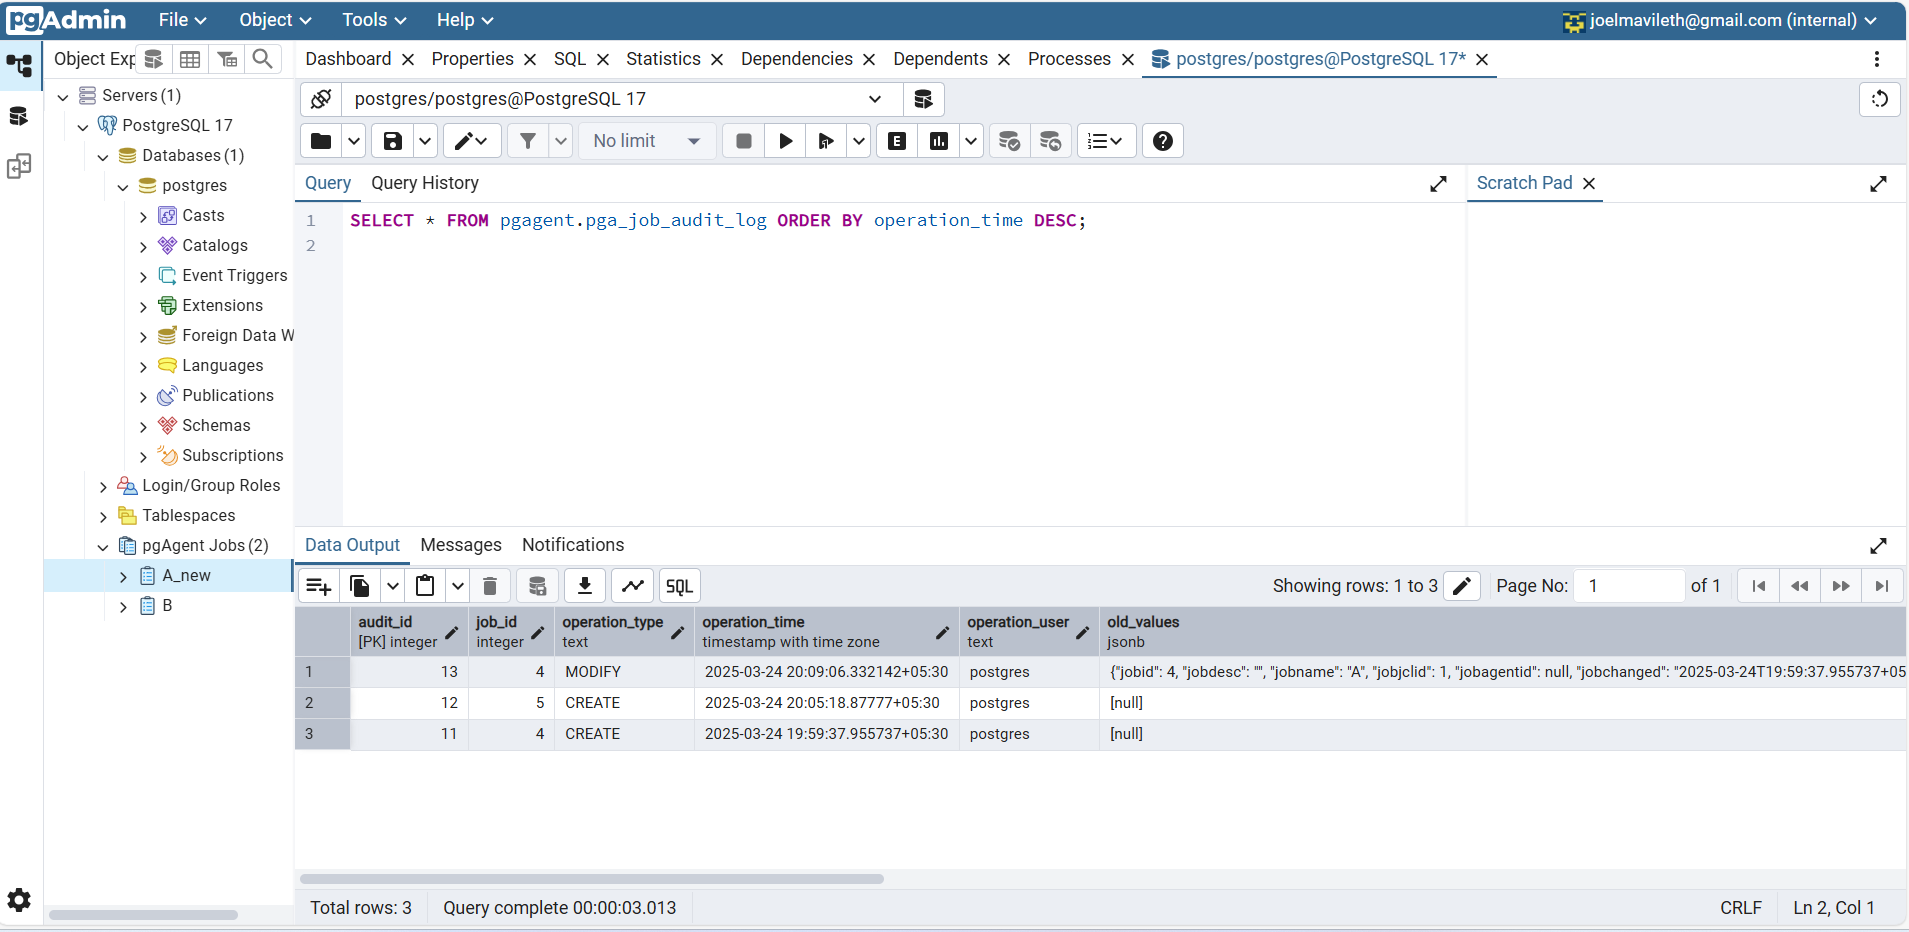 pgAdmin File Object Tools Help joelmavileth@gmail.com (internal)
Object Exp
Dashboard Properties SQL Statistics Dependencies Dependents Processes postgres/postgres@PostgreSQL 17*
Servers (1)
PostgreSQL 17
Databases (1)
postgres
Casts
Catalogs
Event Triggers
Extensions
Foreign Data W
Languages
Publications
Schemas
Subscriptions
Login/Group Roles
Tablespaces
pgAgent Jobs (2)
A_new
B
postgres/postgres@PostgreSQL 17
No limit
E
Query Query History
Scratch Pad
1 SELECT * FROM pgagent.pga_job_audit_log ORDER BY operation_time DESC;
2
Data Output Messages Notifications
SQL Showing rows: 1 to 3 Page No: 1 of 1
audit_id job_id operation_type operation_time operation_user old_values
[PK] integer integer text timestamp with time zone text jsonb
1 13 4 MODIFY 2025-03-24 20:09:06.332142+05:30 postgres {"jobid": 4, "jobdesc": "", "jobname": "A", "jobjclid": 1, "jobagentid": null, "jobchanged": "2025-03-24T19:59:37.955737+05
2 12 5 CREATE 2025-03-24 20:05:18.87777+05:30 postgres [null]
3 11 4 CREATE 2025-03-24 19:59:37.955737+05:30 postgres [null]
Total rows: 3 Query complete 00:00:03.013 CRLF Ln 2, Col 1